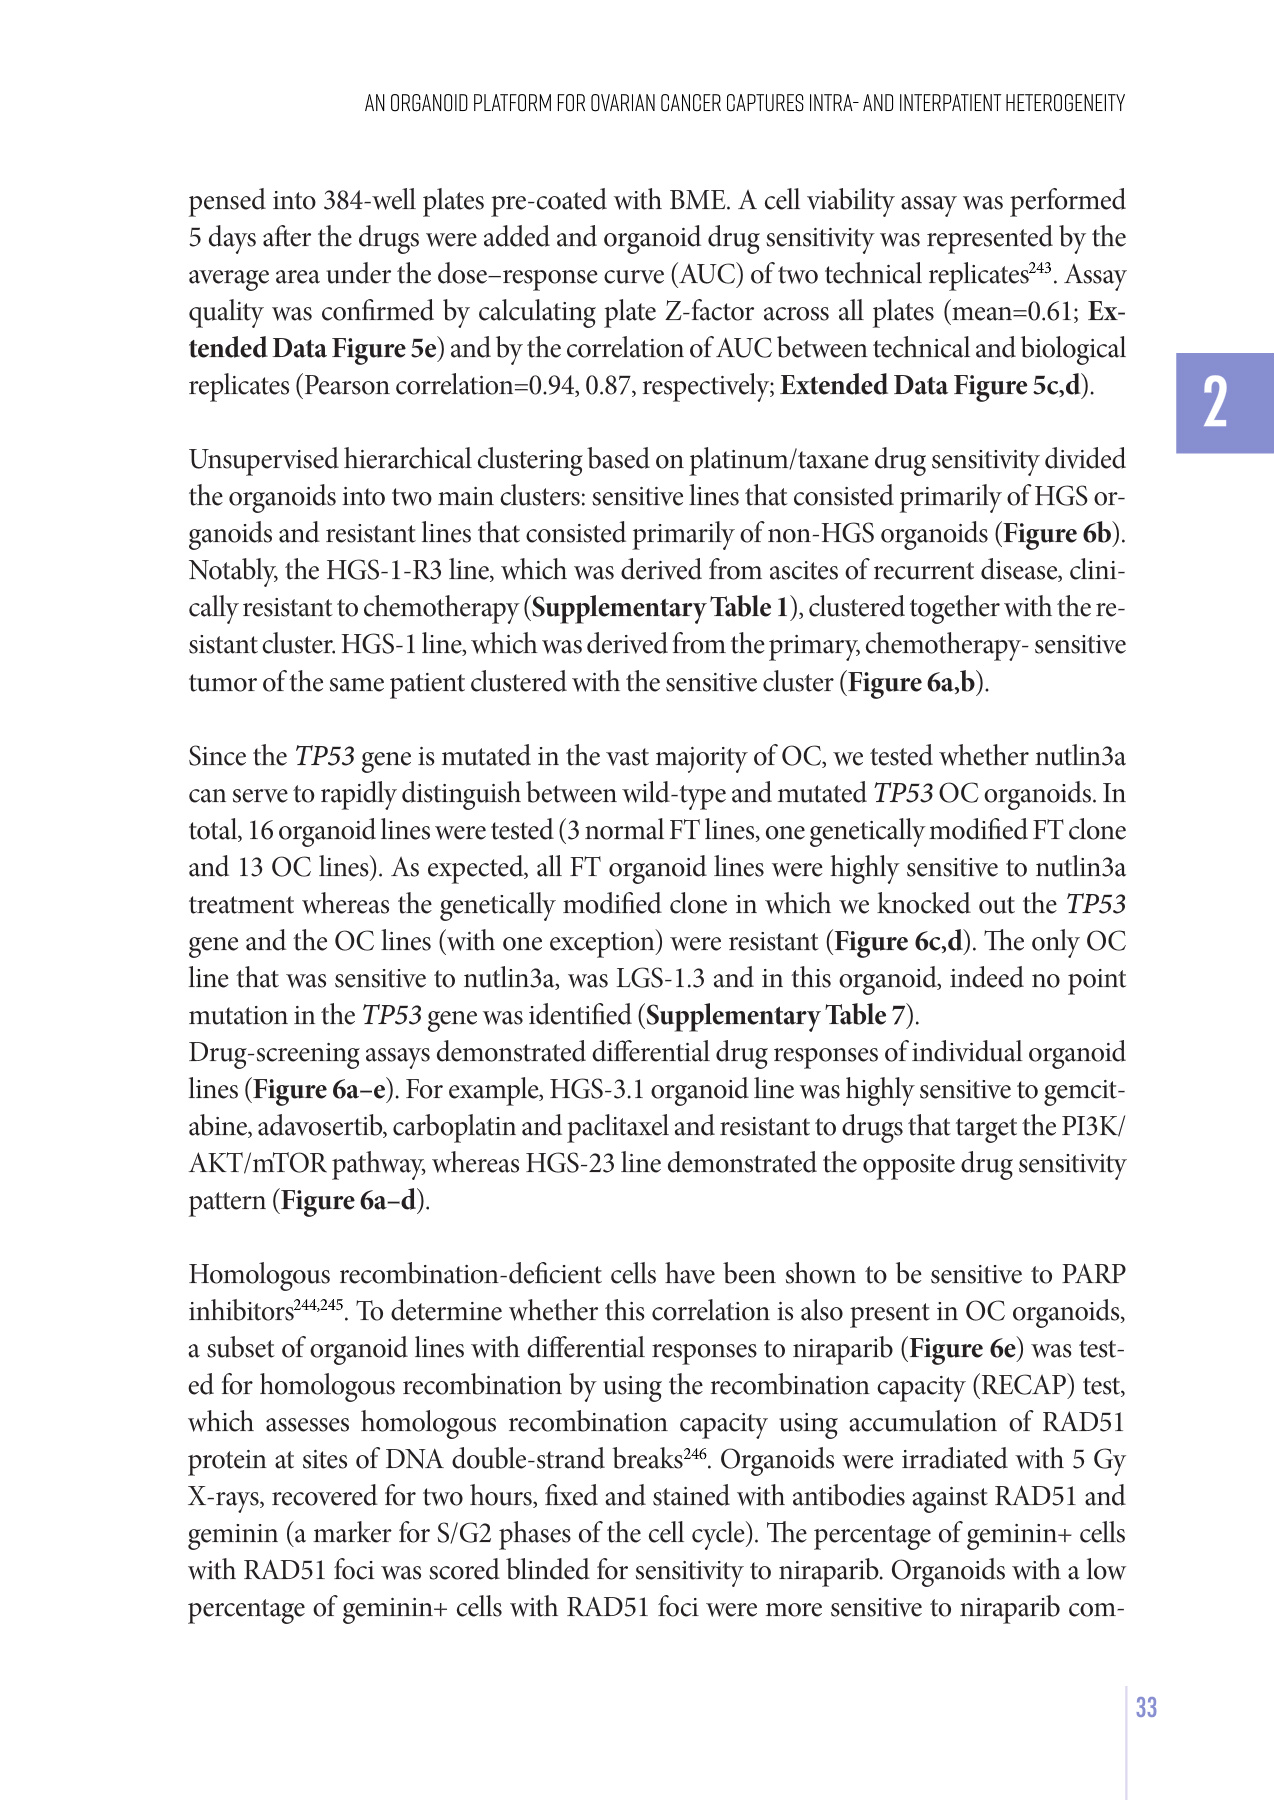 AN ORGANOID PLATFORM FOR OVARIAN CANCER CAPTURES INTRA- AND INTERPATIENT HETEROGENEITY
pensed into 384-well plates pre-coated with BME. A cell viability assay was performed
5 days after the drugs were added and organoid drug sensitivity was represented by the
average area under the dose–response curve (AUC) of two technical replicates243. Assay
quality was confirmed by calculating plate Z-factor across all plates (mean=0.61; Ex-
tended Data Figure 5e) and by the correlation of AUC between technical and biological
replicates (Pearson correlation=0.94, 0.87, respectively; Extended Data Figure 5c,d).
2
Unsupervised hierarchical clustering based on platinum/taxane drug sensitivity divided
the organoids into two main clusters: sensitive lines that consisted primarily of HGS or-
ganoids and resistant lines that consisted primarily of non-HGS organoids (Figure 6b).
Notably, the HGS-1-R3 line, which was derived from ascites of recurrent disease, clini-
cally resistant to chemotherapy (Supplementary Table 1), clustered together with the re-
sistant cluster. HGS-1 line, which was derived from the primary, chemotherapy- sensitive
tumor of the same patient clustered with the sensitive cluster (Figure 6a,b).
Since the TP53 gene is mutated in the vast majority of OC, we tested whether nutlin3a
can serve to rapidly distinguish between wild-type and mutated TP53 OC organoids. In
total, 16 organoid lines were tested (3 normal FT lines, one genetically modified FT clone
and 13 OC lines). As expected, all FT organoid lines were highly sensitive to nutlin3a
treatment whereas the genetically modified clone in which we knocked out the TP53
gene and the OC lines (with one exception) were resistant (Figure 6c,d). The only OC
line that was sensitive to nutlin3a, was LGS-1.3 and in this organoid, indeed no point
mutation in the TP53 gene was identified (Supplementary Table 7).
Drug-screening assays demonstrated differential drug responses of individual organoid
lines (Figure 6a–e). For example, HGS-3.1 organoid line was highly sensitive to gemcit-
abine, adavosertib, carboplatin and paclitaxel and resistant to drugs that target the PI3K/
AKT/mTOR pathway, whereas HGS-23 line demonstrated the opposite drug sensitivity
pattern (Figure 6a–d).
Homologous recombination-deficient cells have been shown to be sensitive to PARP
inhibitors244,245. To determine whether this correlation is also present in OC organoids,
a subset of organoid lines with differential responses to niraparib (Figure 6e) was test-
ed for homologous recombination by using the recombination capacity (RECAP) test,
which assesses homologous recombination capacity using accumulation of RAD51
protein at sites of DNA double-strand breaks246. Organoids were irradiated with 5 Gy
X-rays, recovered for two hours, fixed and stained with antibodies against RAD51 and
geminin (a marker for S/G2 phases of the cell cycle). The percentage of geminin+ cells
with RAD51 foci was scored blinded for sensitivity to niraparib. Organoids with a low
percentage of geminin+ cells with RAD51 foci were more sensitive to niraparib com-
33